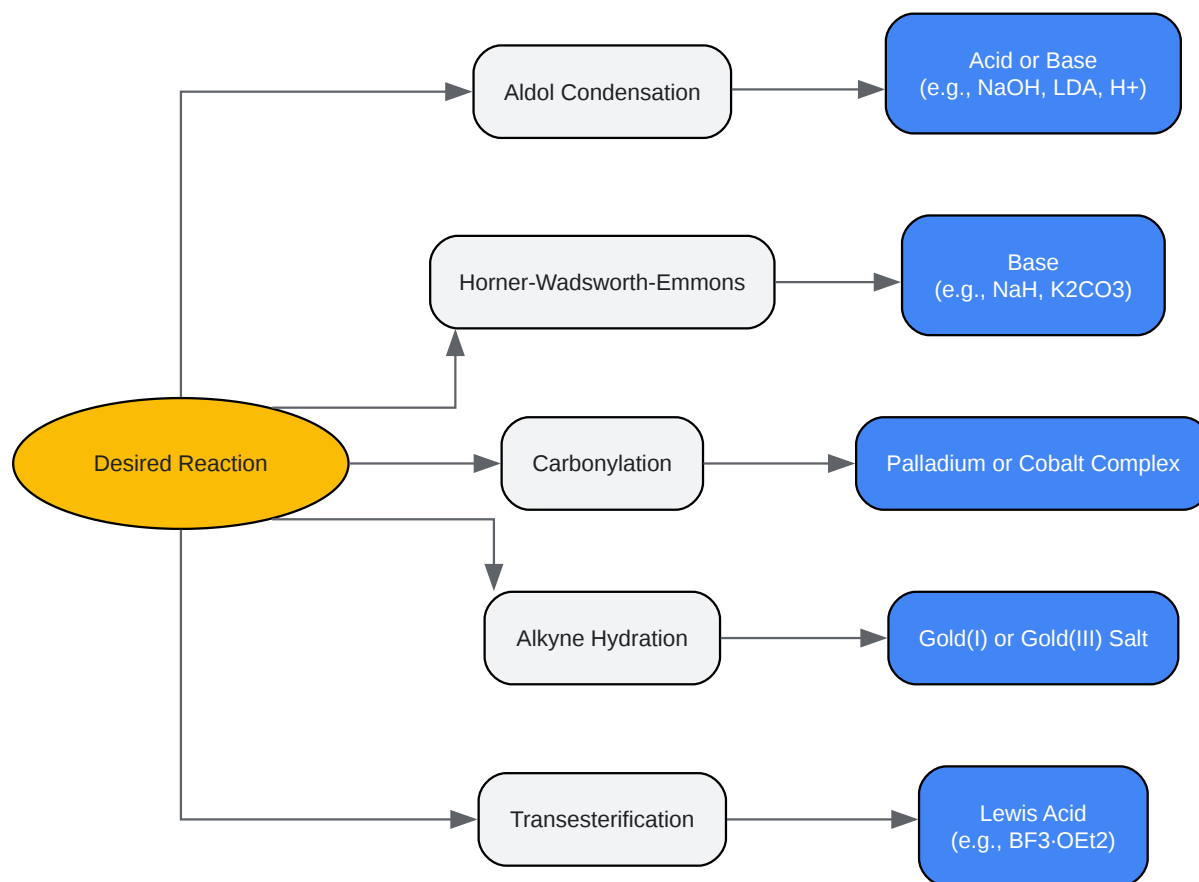 Acid or Base
(e.g., NaOH, LDA, H+)
Aldol Condensation
Base
(e.g., NaH, K2CO3)
Horner-Wadsworth-Emmons
Desired Reaction
Carbonylation
Palladium or Cobalt Complex
Alkyne Hydration
Gold(I) or Gold(III) Salt
Transesterification
Lewis Acid
(e.g., BF3·OEt2)